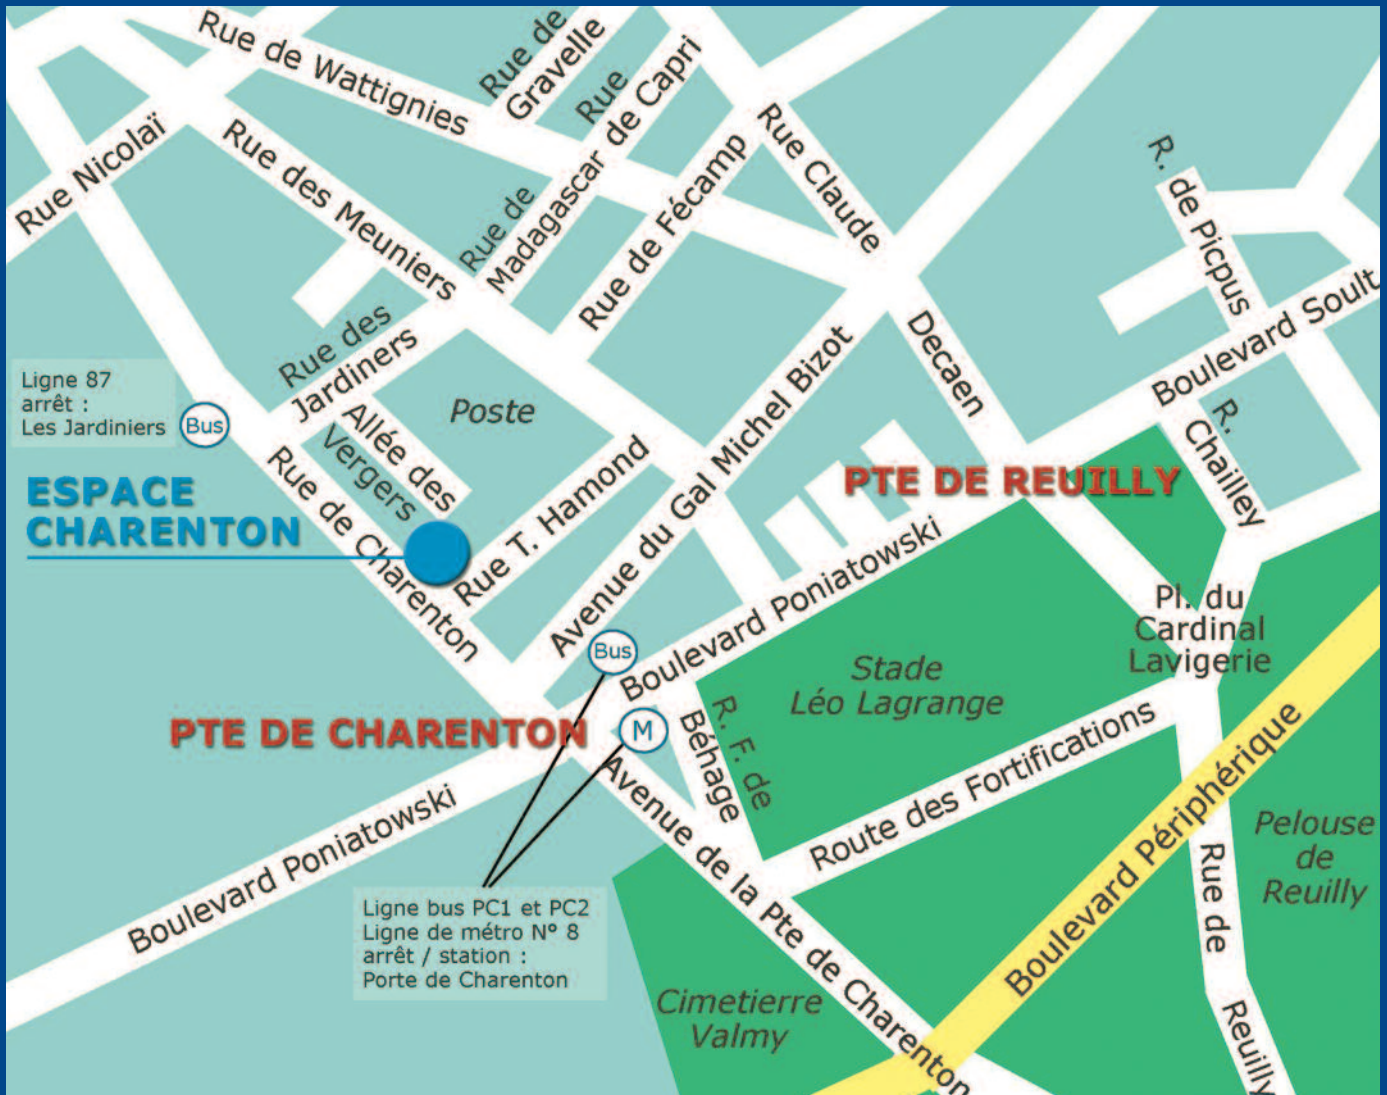 Rue de Wattignies
Rue de
Gravelle
Rue
de Capri
Rue de
Madagascar
Rue Nicolaï
Rue des Meuniers
Rue de Fécamp
Rue Claude
Decaen
R. de Picpus
Boulevard Soult
R.
Chailley
Rue des
Jardiners
Ligne 87
arrêt :
Les Jardiniers
Bus
Allée des
Vergers
Poste
ESPACE
CHARENTON
Rue de Charenton
Rue T. Hamond
Avenue du Gal Michel Bizot
PTE DE REUILLY
Boulevard Poniatowski
Bus
Pl. du
Cardinal
Lavigerie
Stade
Léo Lagrange
PTE DE CHARENTON
M
R. F. de
Béhage
Route des Fortifications
Boulevard Périphérique
Boulevard Poniatowski
Avenue de la Pte de Charenton
Pelouse
de
Reuilly
Rue de
Reuilly
Ligne bus PC1 et PC2
Ligne de métro N° 8
arrêt / station :
Porte de Charenton
Cimetierre
Valmy